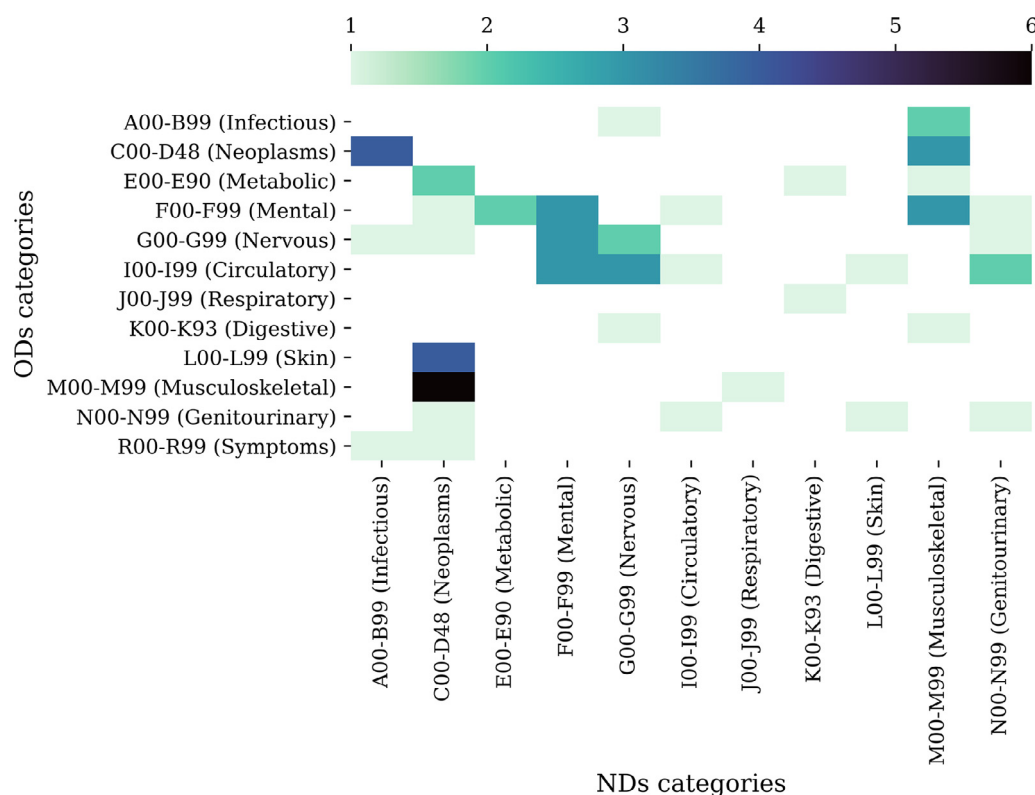 1 2 3 4 5 6
A00-B99 (Infectious)
C00-D48 (Neoplasms)
E00-E90 (Metabolic)
F00-F99 (Mental)
G00-G99 (Nervous)
I00-I99 (Circulatory)
J00-J99 (Respiratory)
K00-K93 (Digestive)
L00-L99 (Skin)
M00-M99 (Musculoskeletal)
N00-N99 (Genitourinary)
R00-R99 (Symptoms)
ODs categories
A00-B99 (Infectious)
C00-D48 (Neoplasms)
E00-E90 (Metabolic)
F00-F99 (Mental)
G00-G99 (Nervous)
I00-I99 (Circulatory)
J00-J99 (Respiratory)
K00-K93 (Digestive)
L00-L99 (Skin)
M00-M99 (Musculoskeletal)
N00-N99 (Genitourinary)
NDs categories